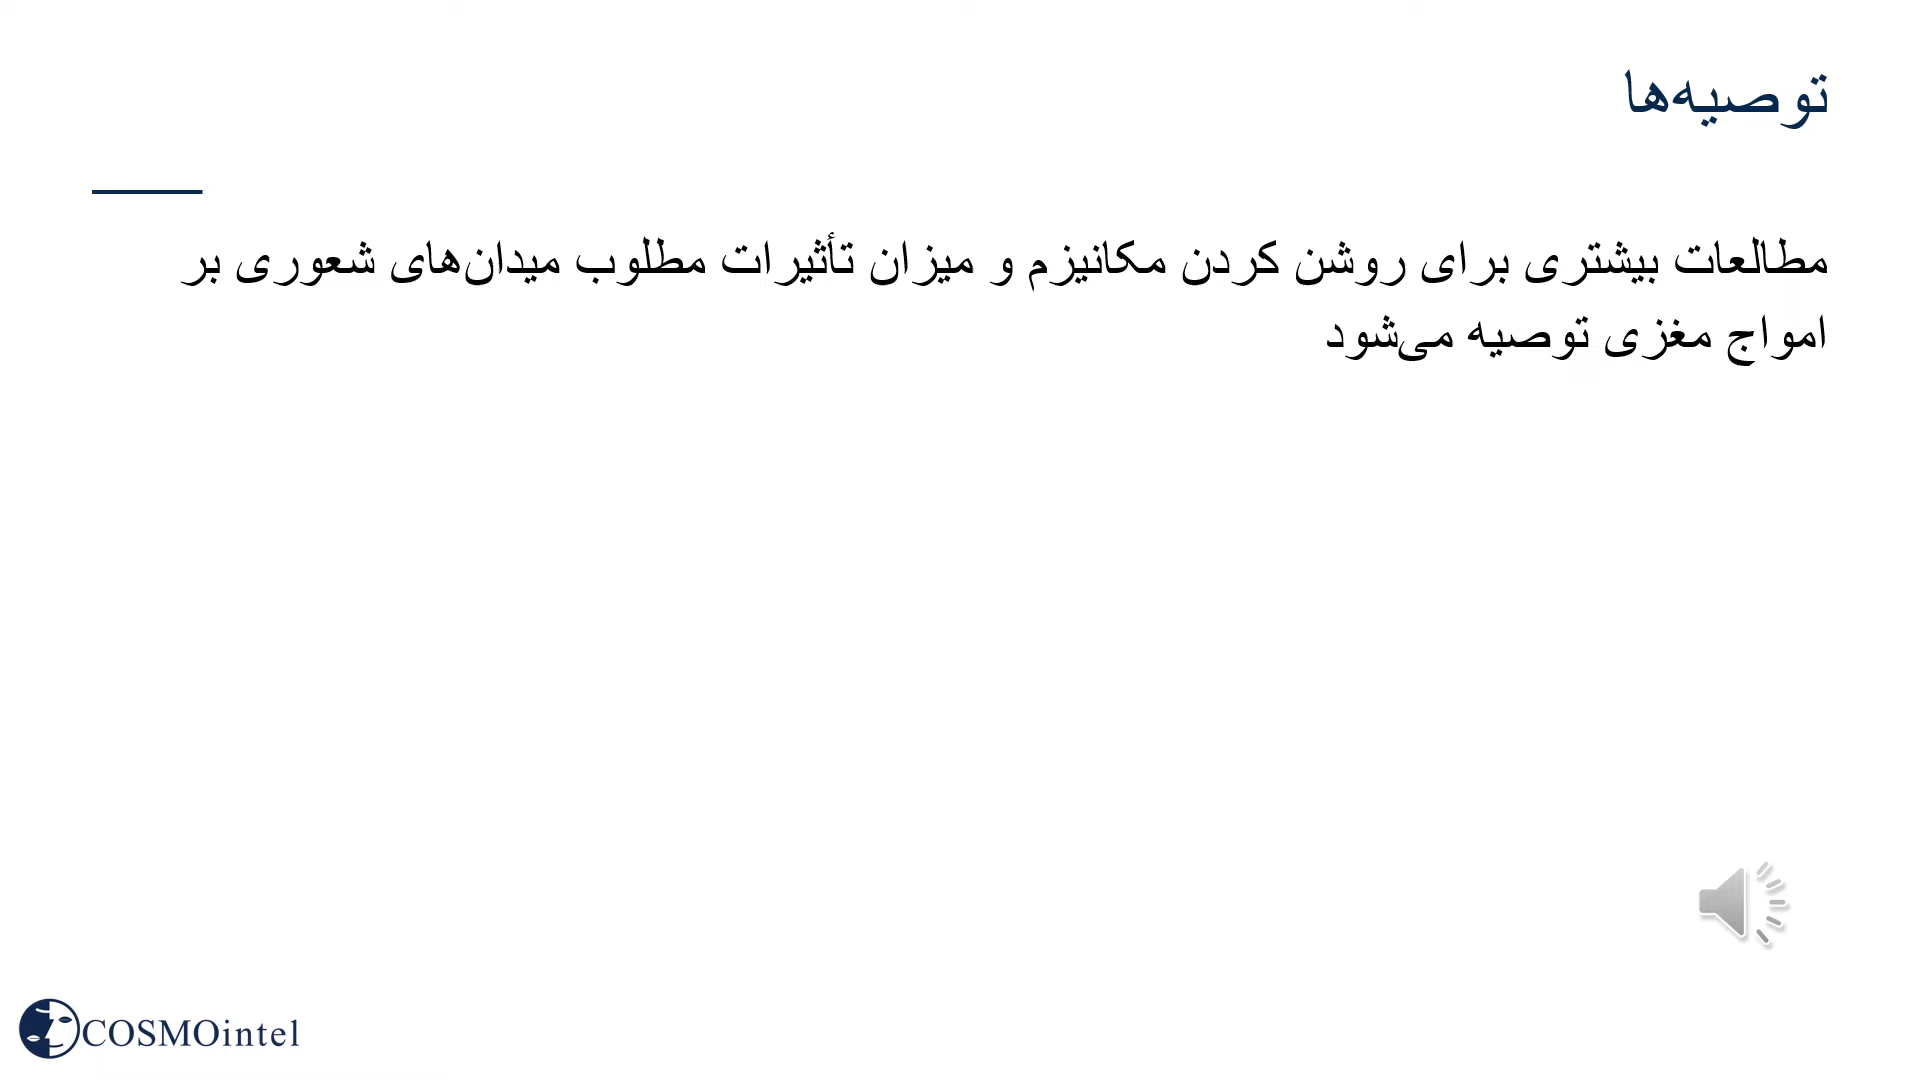 توصیه‌ها
مطالعات بیشتری برای روشن کردن مکانیزم و میزان تأثیرات مطلوب میدان‌های شعوری بر
امواج مغزی توصیه می‌شود
COSMOintel